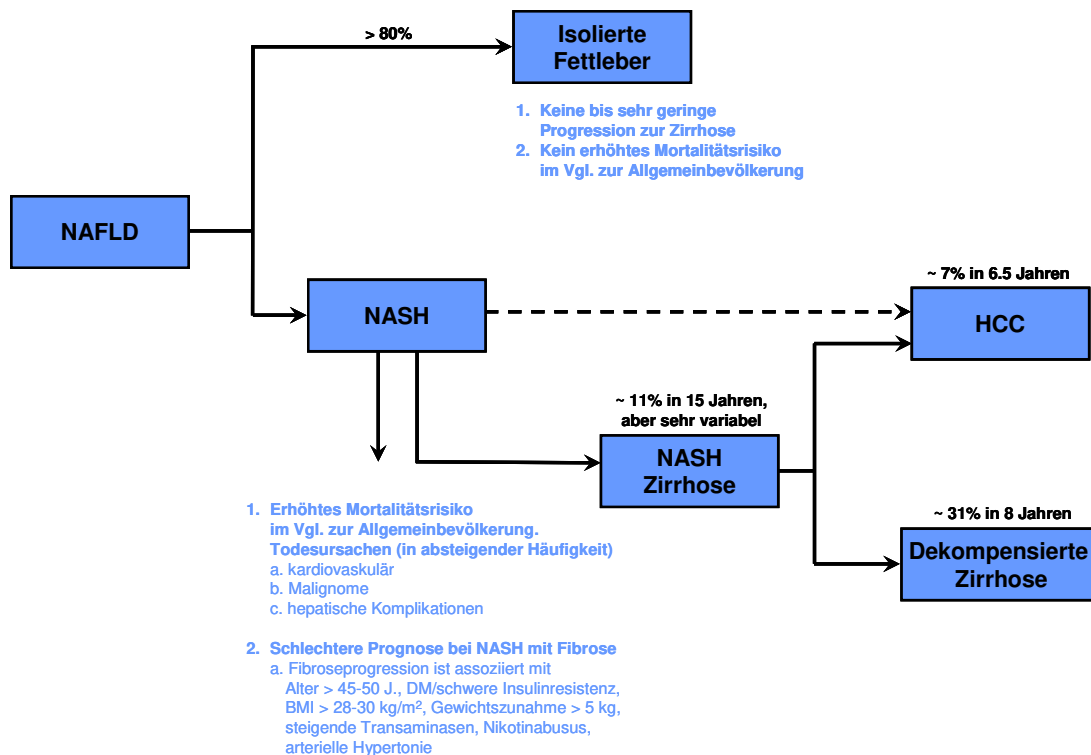 > 80%
Isolierte
Fettleber
1. Keine bis sehr geringe
Progression zur Zirrhose
2. Kein erhöhtes Mortalitätsrisiko
im Vgl. zur Allgemeinbevölkerung
NAFLD
NASH
~ 7% in 6.5 Jahren
HCC
~ 11% in 15 Jahren,
aber sehr variabel
NASH
Zirrhose
~ 31% in 8 Jahren
Dekompensierte
Zirrhose
1. Erhöhtes Mortalitätsrisiko
im Vgl. zur Allgemeinbevölkerung.
Todesursachen (in absteigender Häufigkeit)
a. kardiovaskulär
b. Malignome
c. hepatische Komplikationen
2. Schlechtere Prognose bei NASH mit Fibrose
a. Fibroseprogression ist assoziiert mit
Alter > 45-50 J., DM/schwere Insulinresistenz,
BMI > 28-30 kg/m², Gewichtszunahme > 5 kg,
steigende Transaminasen, Nikotinabusus,
arterielle Hypertonie